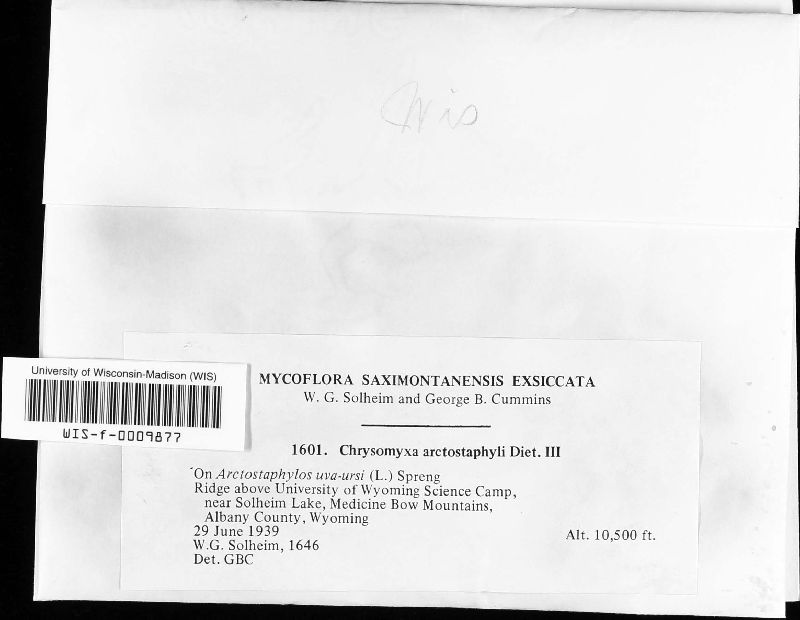 Wis
University of Wisconsin-Madison (WIS)
WIS-f-0009877
MYCOFLORA SAXIMONTANENSIS EXSICCATA
W. G. Solheim and George B. Cummins
1601. Chrysomyxa arctostaphyli Diet. III
On Arctostaphylos uva-ursi (L.) Spreng
Ridge above University of Wyoming Science Camp,
near Solheim Lake, Medicine Bow Mountains,
Albany County, Wyoming
29 June 1939
Alt. 10,500 ft.
W.G. Solheim, 1646
Det. GBC